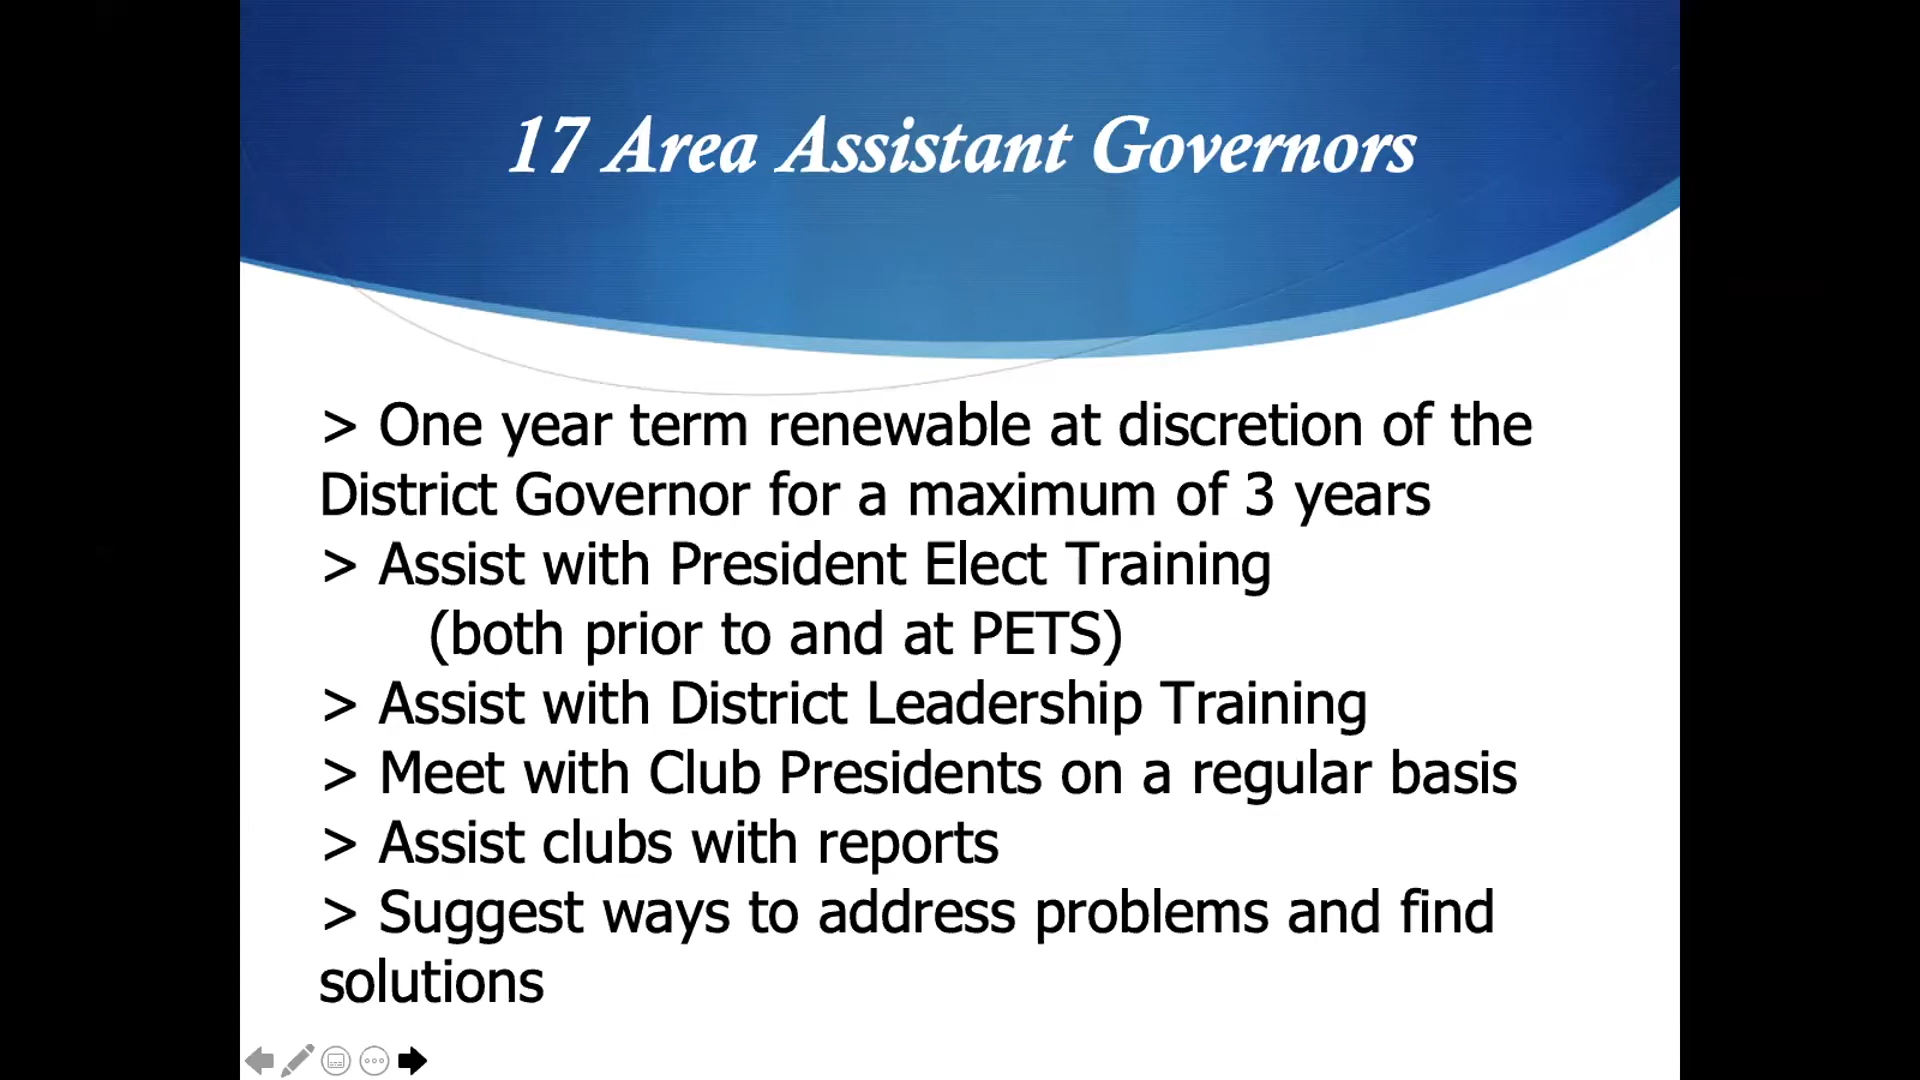 17 Area Assistant Governors
> One year term renewable at discretion of the
District Governor for a maximum of 3 years
> Assist with President Elect Training
(both prior to and at PETS)
> Assist with District Leadership Training
> Meet with Club Presidents on a regular basis
> Assist clubs with reports
> Suggest ways to address problems and find
solutions